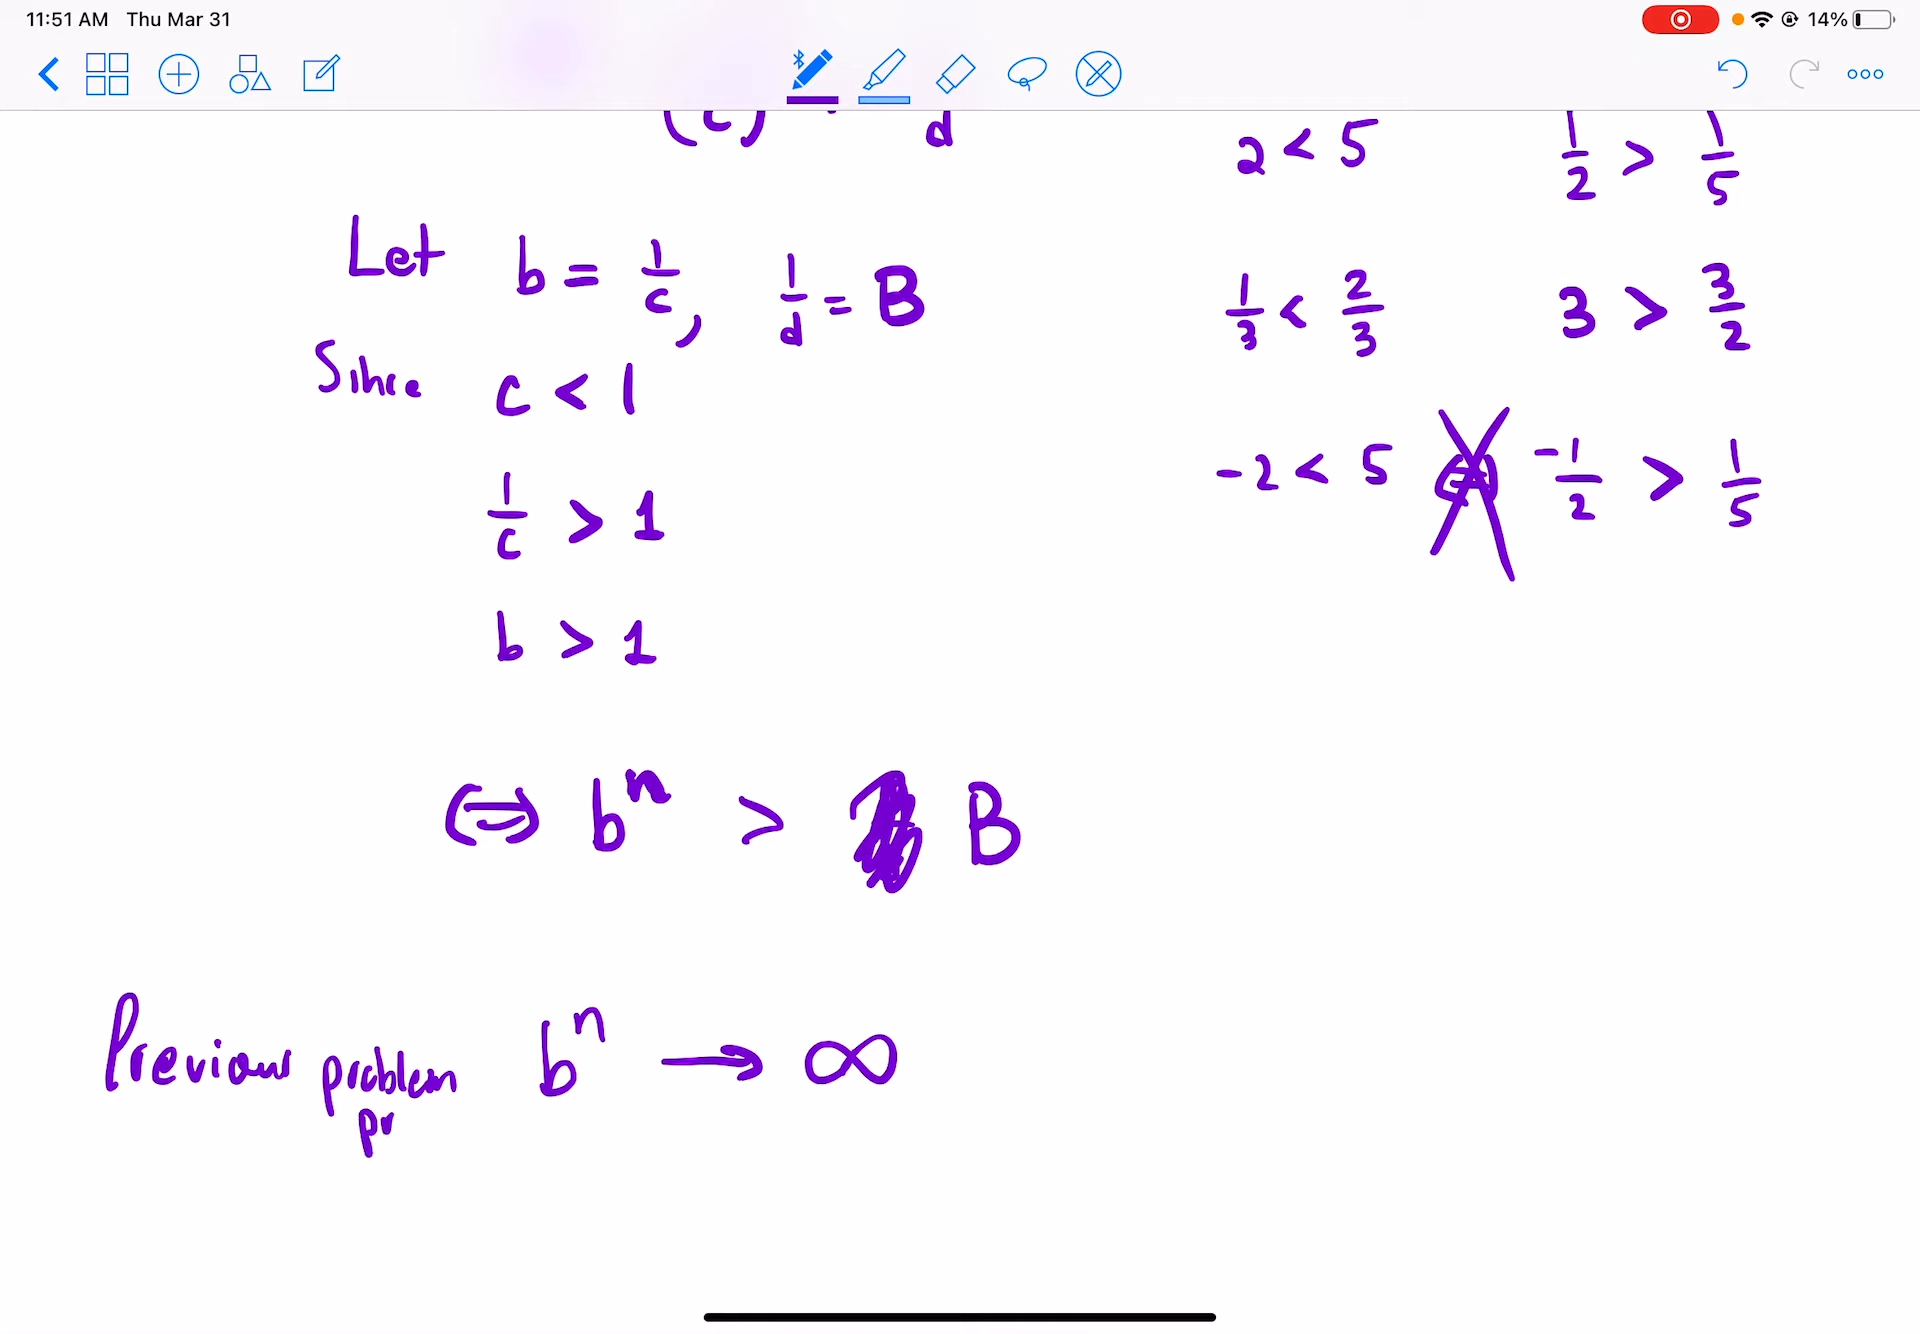 11:51 AM Thu Mar 31
14%
(c) d
Let b = 1/c, 1/d = B
Since c < 1
1/c > 1
b > 1
⇔ b^n > B
Previous problem b^n → ∞
pr
2 < 5 1/2 > 1/5
1/3 < 2/3 3 > 3/2
-2 < 5 -1/2 > 1/5